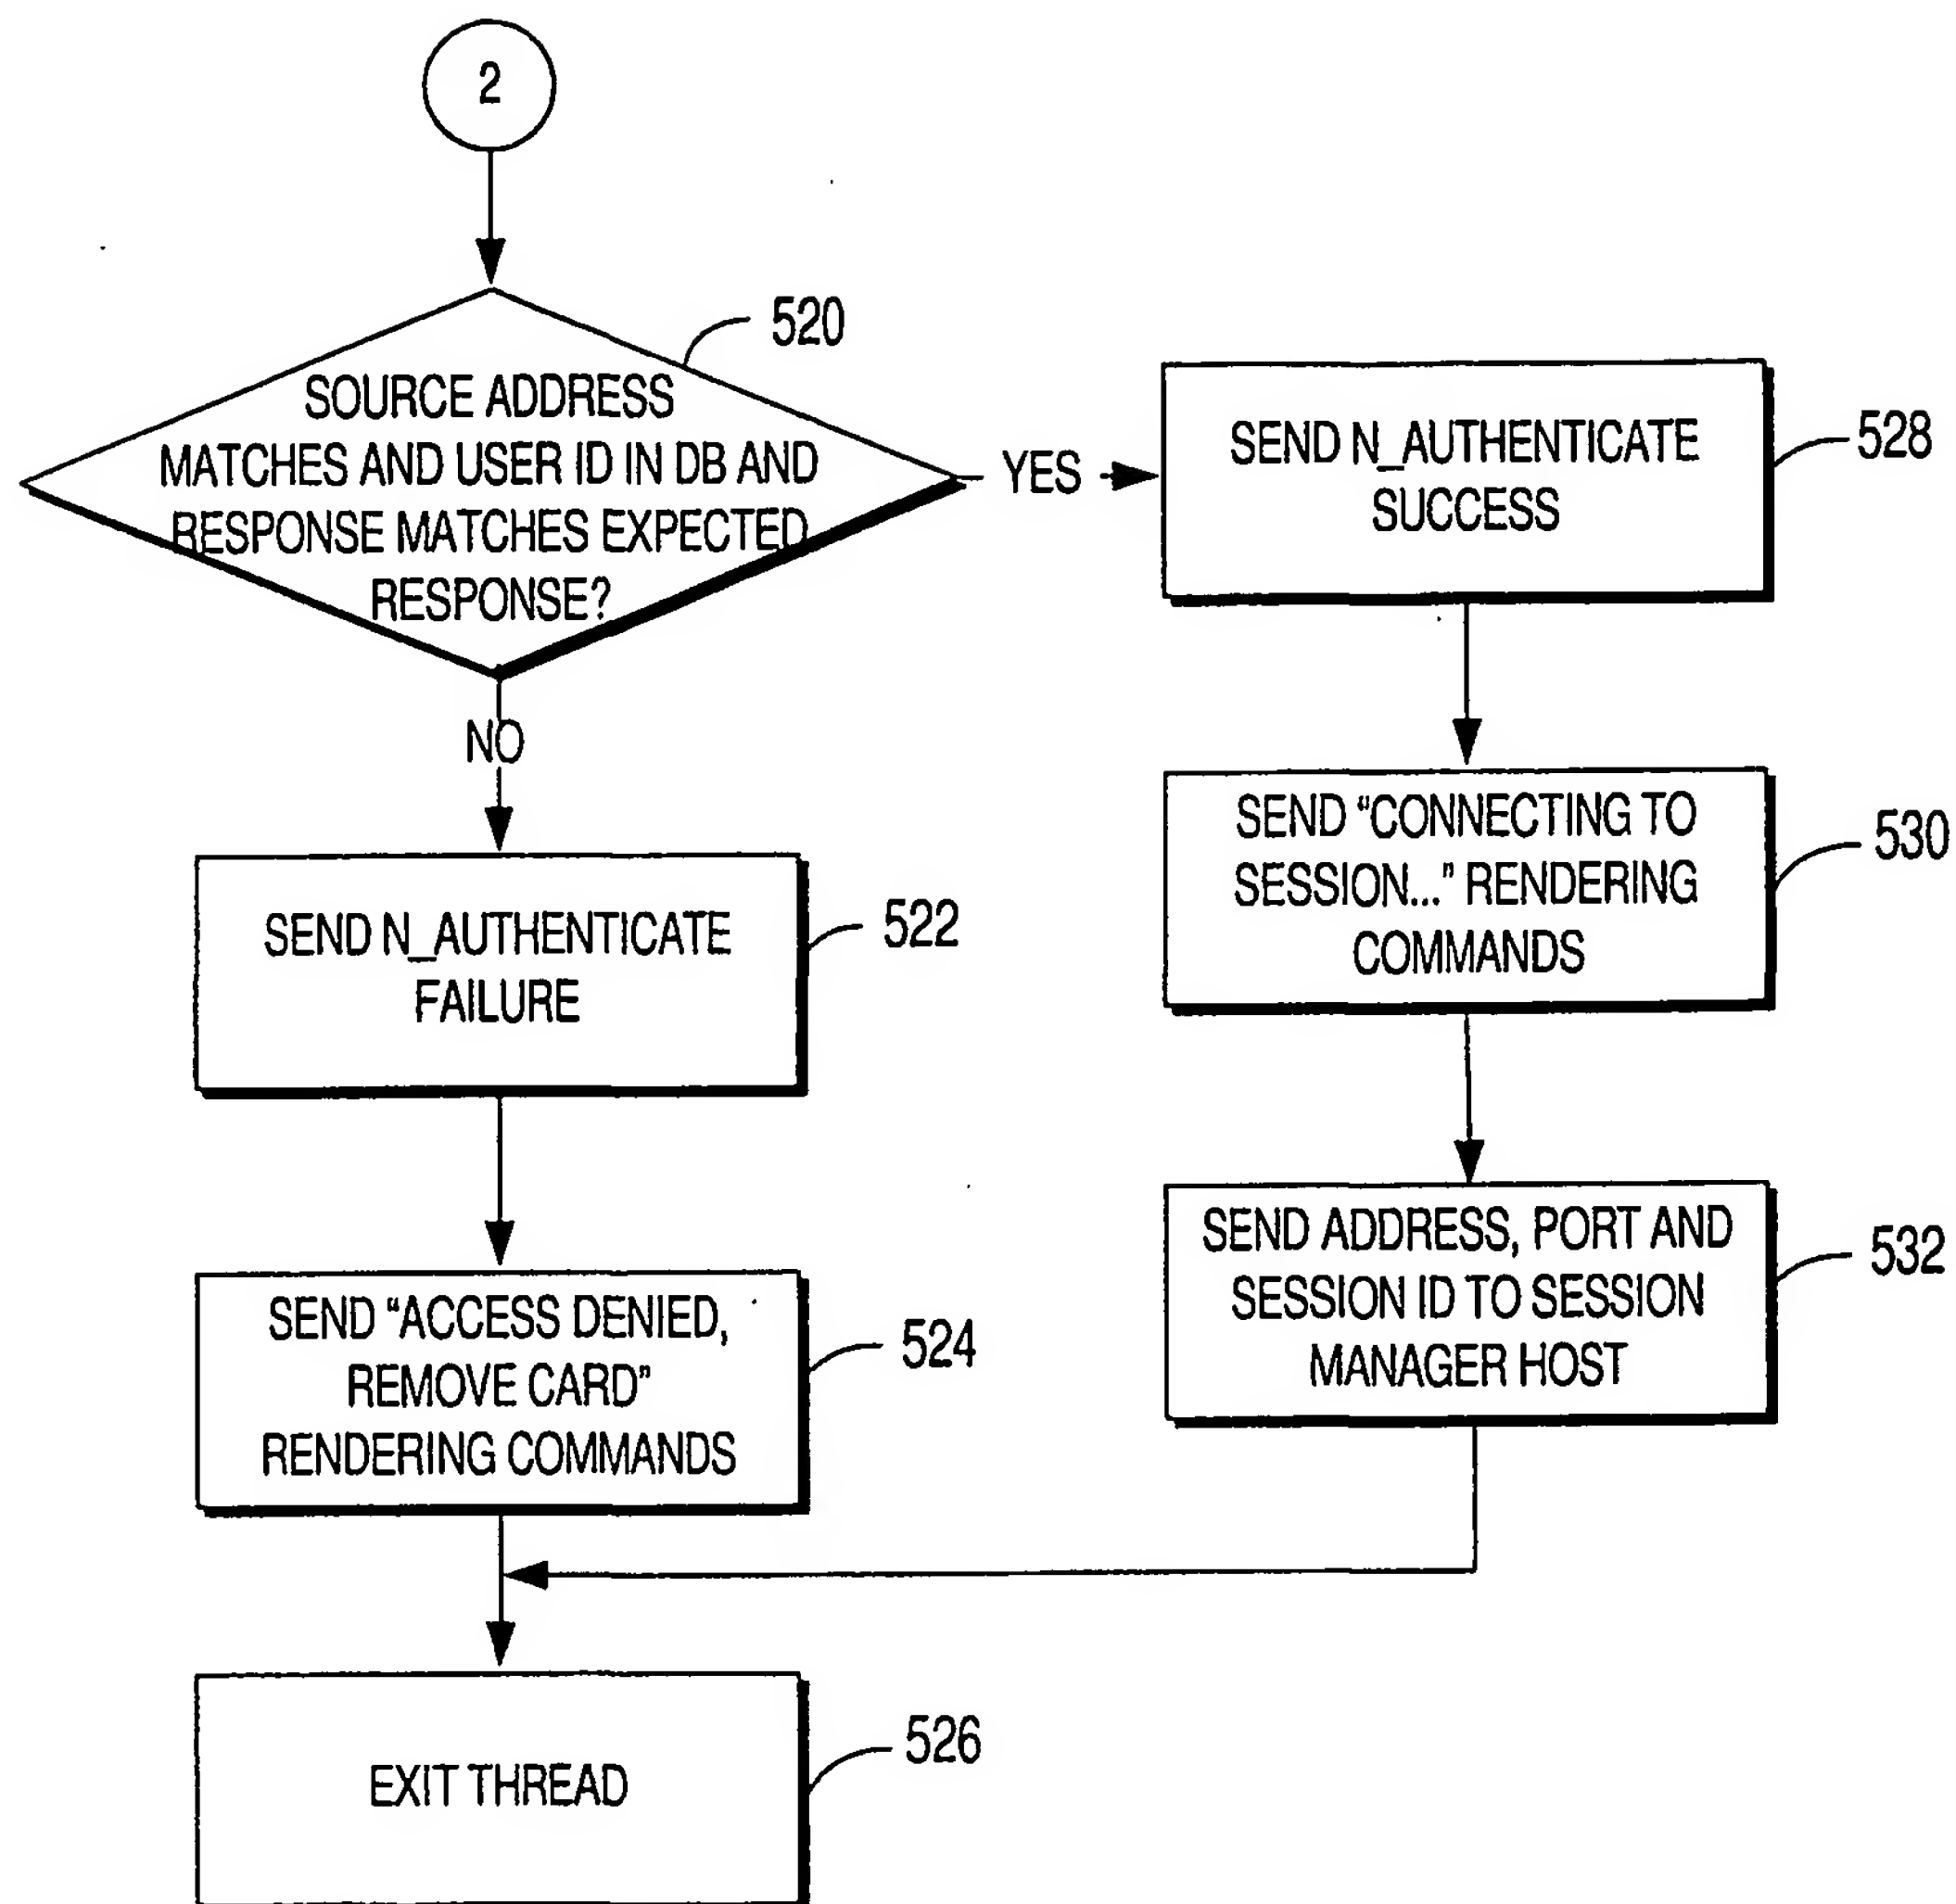 2
520
SOURCE ADDRESS
MATCHES AND USER ID IN DB AND
RESPONSE MATCHES EXPECTED
RESPONSE?
YES
NO
SEND N_AUTHENTICATE
SUCCESS
528
SEND "CONNECTING TO
SESSION..." RENDERING
COMMANDS
530
SEND N_AUTHENTICATE
FAILURE
522
SEND ADDRESS, PORT AND
SESSION ID TO SESSION
MANAGER HOST
532
SEND "ACCESS DENIED,
REMOVE CARD"
RENDERING COMMANDS
524
EXIT THREAD
526